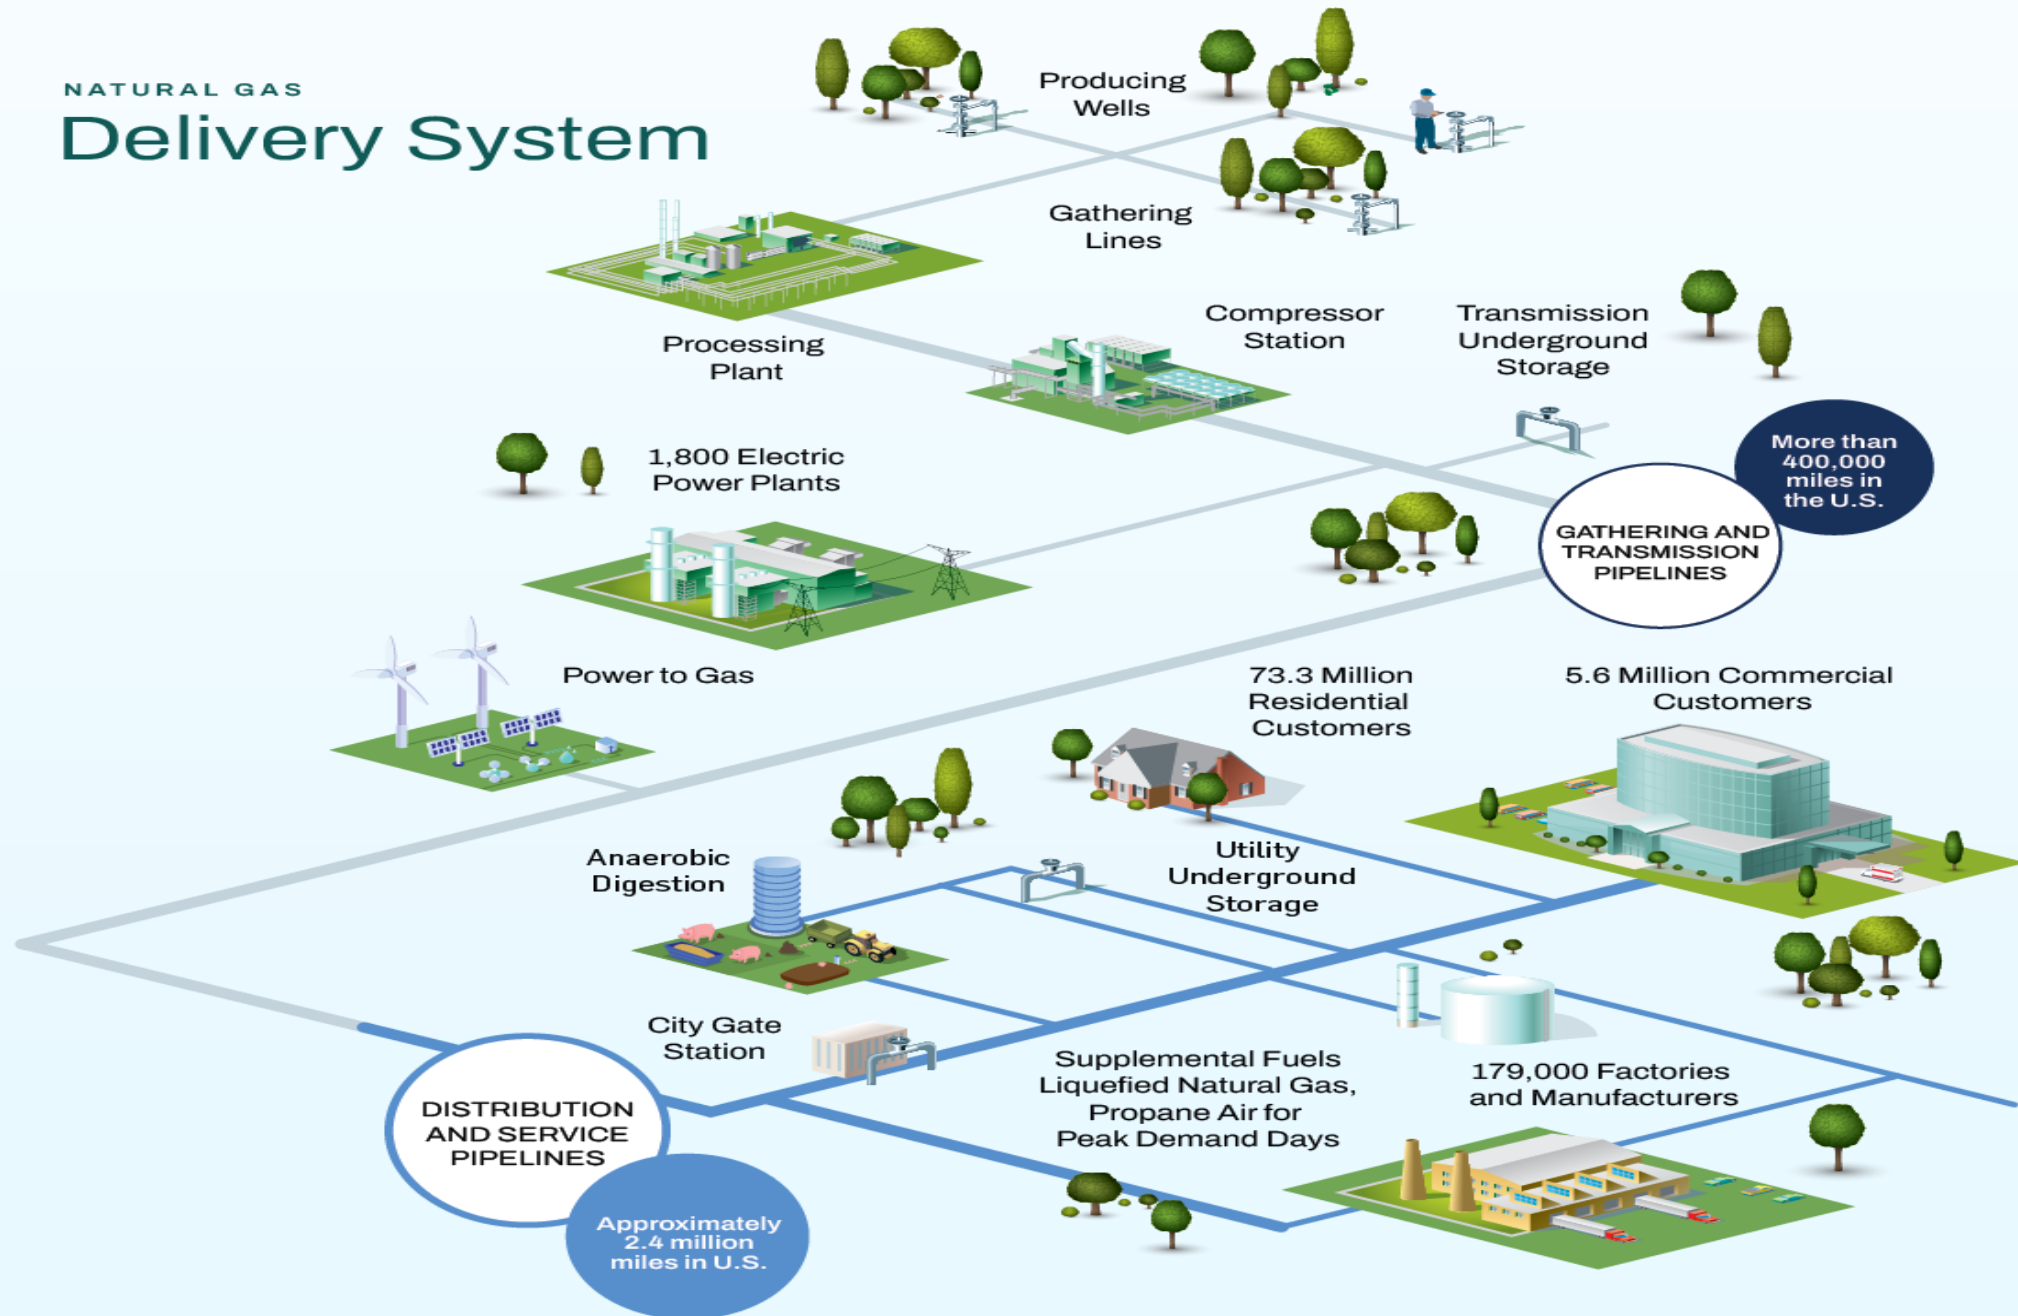 NATURAL GAS
Delivery System
Producing
Wells
Gathering
Lines
Processing
Plant
Compressor
Station
Transmission
Underground
Storage
More than
400,000
miles in
the U.S.
GATHERING AND
TRANSMISSION
PIPELINES
1,800 Electric
Power Plants
Power to Gas
73.3 Million
Residential
Customers
5.6 Million Commercial
Customers
Anaerobic
Digestion
Utility
Underground
Storage
City Gate
Station
Supplemental Fuels
Liquefied Natural Gas,
Propane Air for
Peak Demand Days
179,000 Factories
and Manufacturers
DISTRIBUTION
AND SERVICE
PIPELINES
Approximately
2.4 million
miles in U.S.